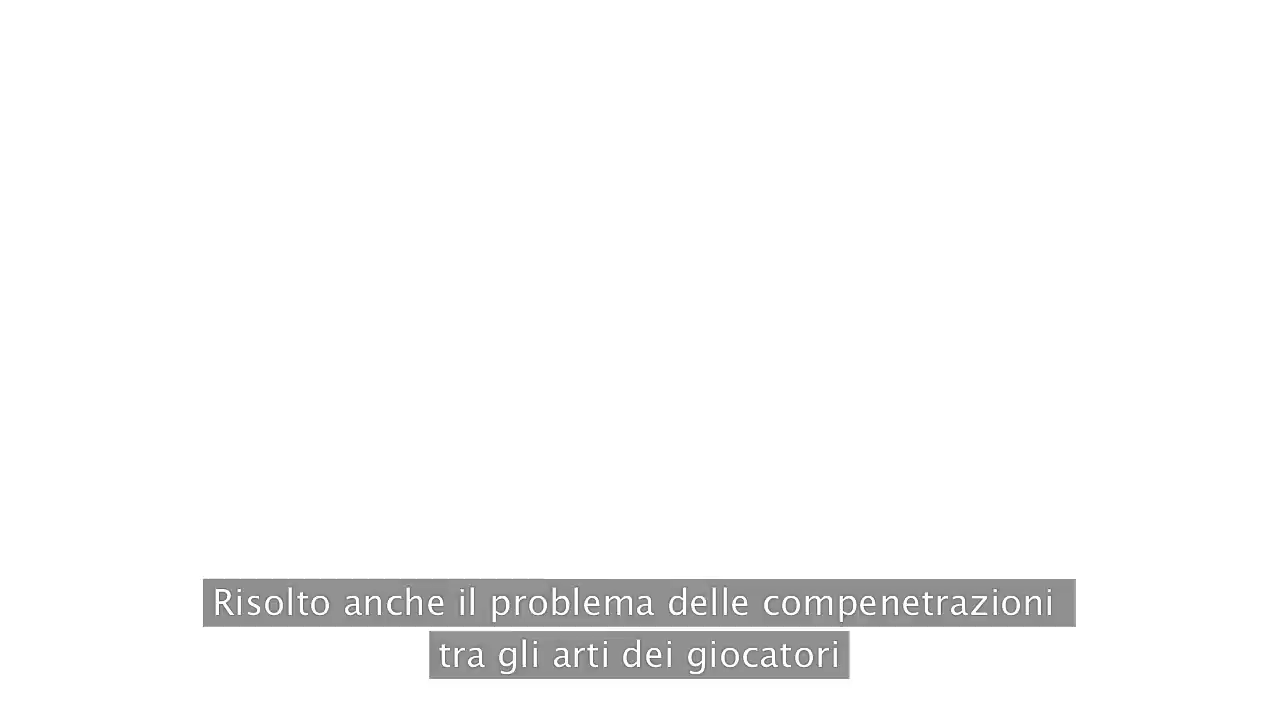 Risolto anche il problema delle compenetrazioni
tra gli arti dei giocatori